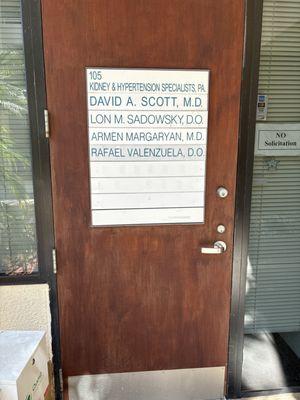 105
KIDNEY & HYPERTENSION SPECIALISTS, PA.
DAVID A. SCOTT, M.D.
LON M. SADOWSKY, D.O.
ARMEN MARGARYAN, M.D.
RAFAEL VALENZUELA, D.O.
NO
Solicitation